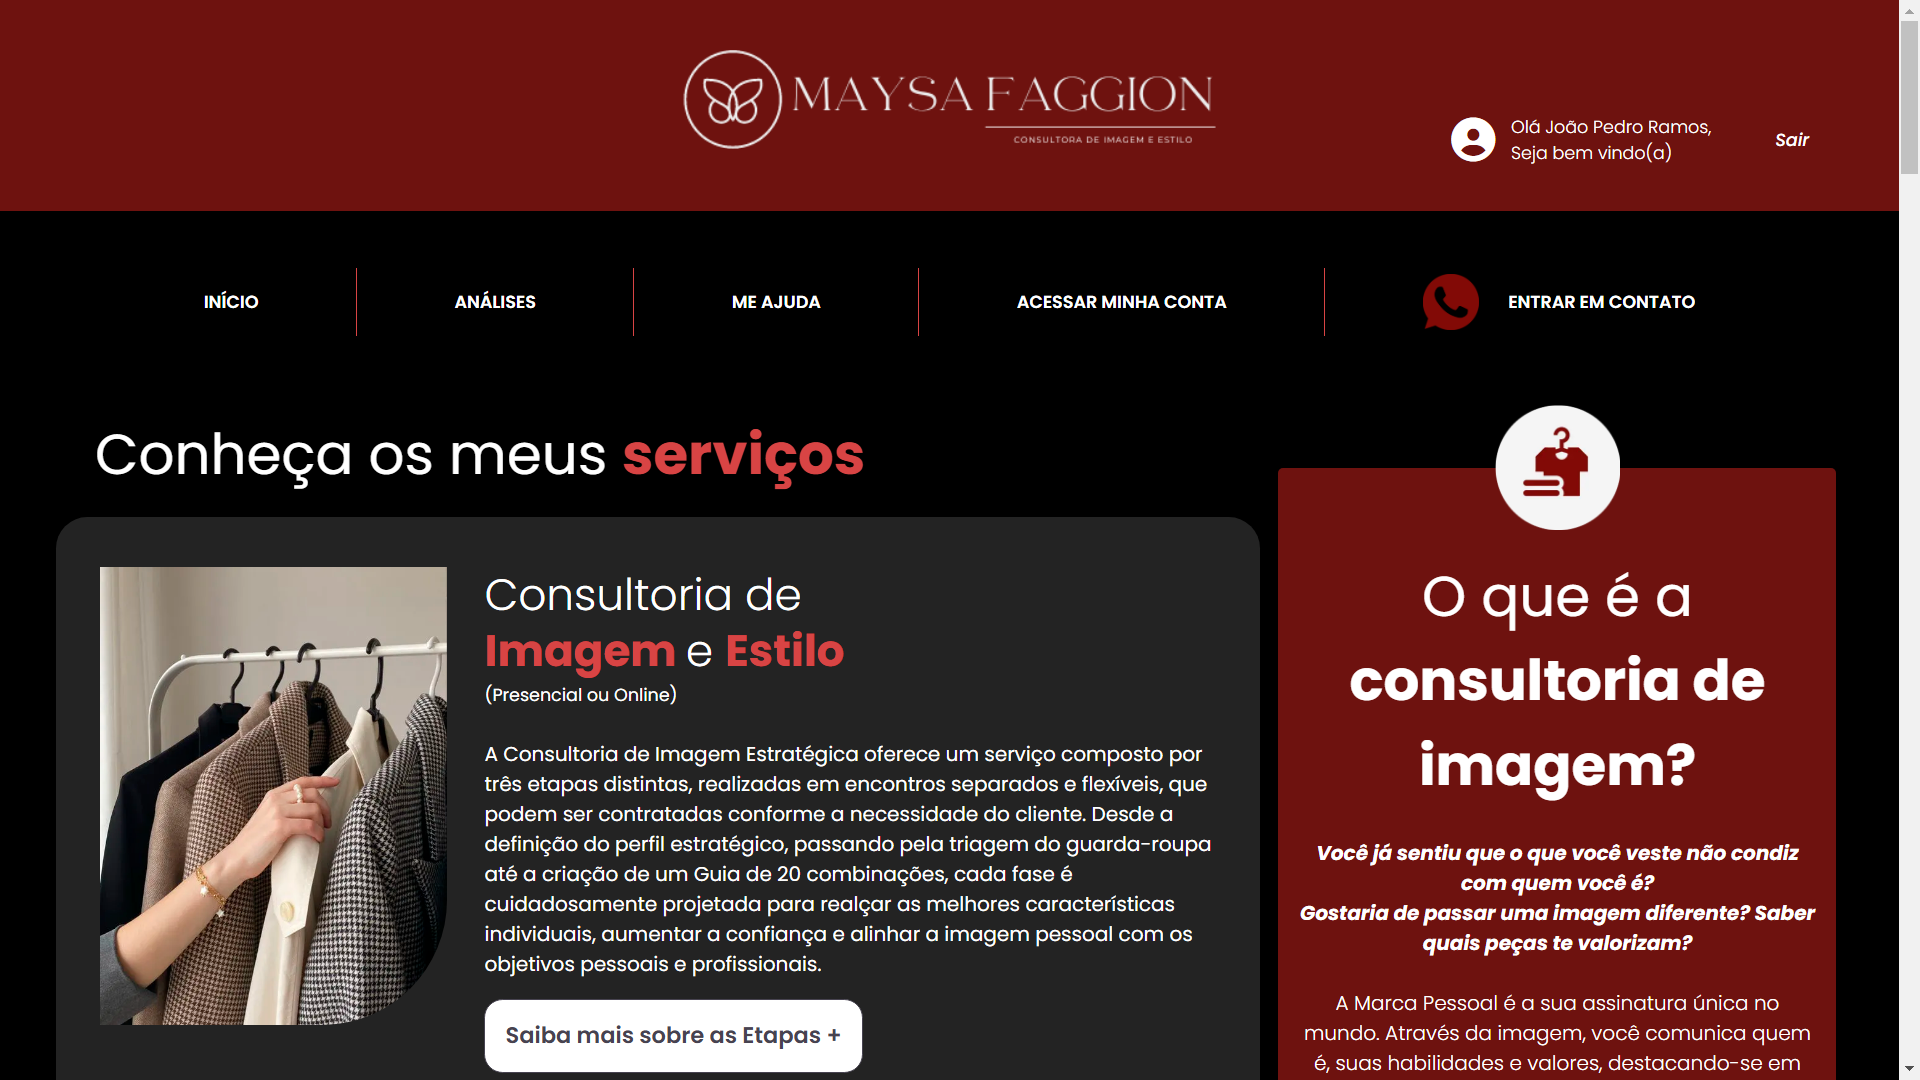 MAYSA FAGGION
CONSULTORA DE IMAGEM E ESTILO
Olá João Pedro Ramos,
Seja bem vindo(a)
Sair
INÍCIO
ANÁLISES
ME AJUDA
ACESSAR MINHA CONTA
ENTRAR EM CONTATO
Conheça os meus serviços
Consultoria de
Imagem e Estilo
(Presencial ou Online)
A Consultoria de Imagem Estratégica oferece um serviço composto por
três etapas distintas, realizadas em encontros separados e flexíveis, que
podem ser contratadas conforme a necessidade do cliente. Desde a
definição do perfil estratégico, passando pela triagem do guarda-roupa
até a criação de um Guia de 20 combinações, cada fase é
cuidadosamente projetada para realçar as melhores características
individuais, aumentar a confiança e alinhar a imagem pessoal com os
objetivos pessoais e profissionais.
Saiba mais sobre as Etapas +
O que é a
consultoria de
imagem?
Você já sentiu que o que você veste não condiz
com quem você é?
Gostaria de passar uma imagem diferente? Saber
quais peças te valorizam?
A Marca Pessoal é a sua assinatura única no
mundo. Através da imagem, você comunica quem
é, suas habilidades e valores, destacando-se em